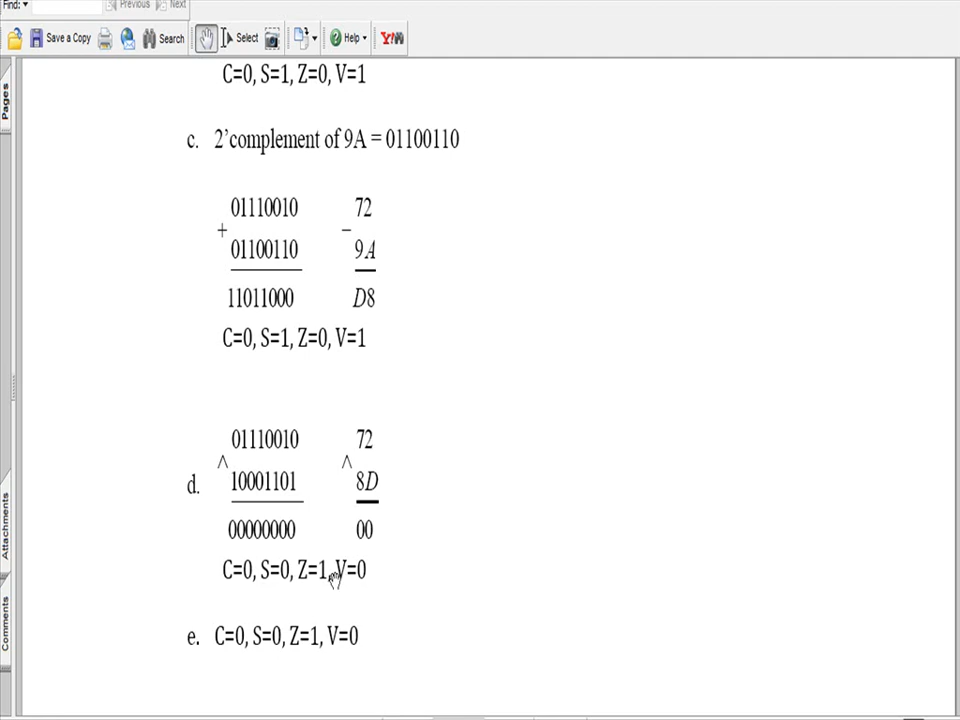 Find:
Previous Next
Save a Copy Search Select Help Y!
Pages
C=0, S=1, Z=0, V=1
c. 2'complement of 9A = 01100110
01110010 72
+ −
01100110 9A
11011000 D8
C=0, S=1, Z=0, V=1
01110010 72
^ ^
d. 10001101 8D
00000000 00
C=0, S=0, Z=1, V=0
Attachments
e. C=0, S=0, Z=1, V=0
Comments